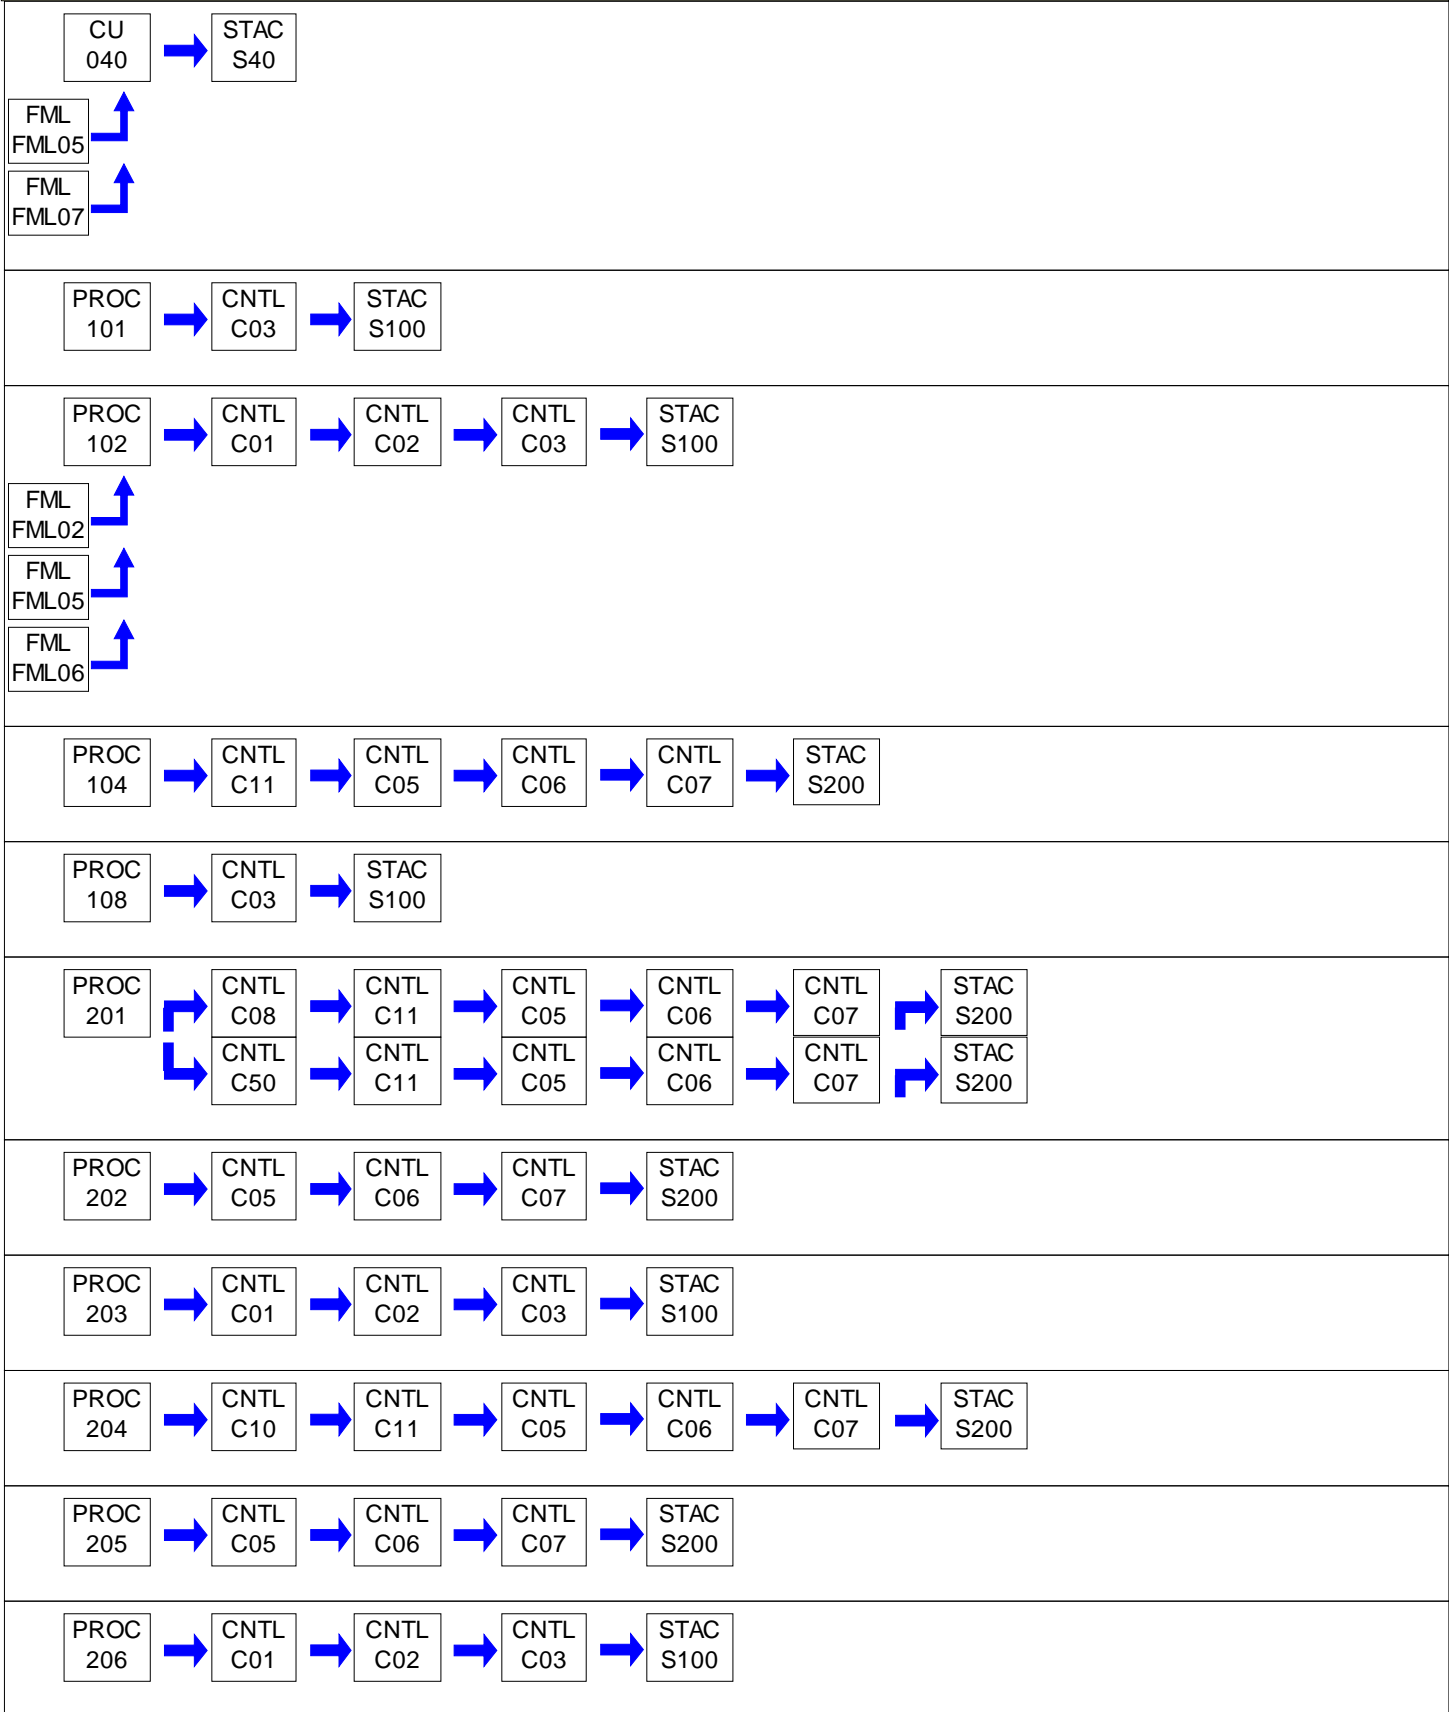 CU
040
STAC
S40
FML
FML05
FML
FML07
PROC
101
CNTL
C03
STAC
S100
PROC
102
CNTL
C01
CNTL
C02
CNTL
C03
STAC
S100
FML
FML02
FML
FML05
FML
FML06
PROC
104
CNTL
C11
CNTL
C05
CNTL
C06
CNTL
C07
STAC
S200
PROC
108
CNTL
C03
STAC
S100
PROC
201
CNTL
C08
CNTL
C11
CNTL
C05
CNTL
C06
CNTL
C07
STAC
S200
CNTL
C50
CNTL
C11
CNTL
C05
CNTL
C06
CNTL
C07
STAC
S200
PROC
202
CNTL
C05
CNTL
C06
CNTL
C07
STAC
S200
PROC
203
CNTL
C01
CNTL
C02
CNTL
C03
STAC
S100
PROC
204
CNTL
C10
CNTL
C11
CNTL
C05
CNTL
C06
CNTL
C07
STAC
S200
PROC
205
CNTL
C05
CNTL
C06
CNTL
C07
STAC
S200
PROC
206
CNTL
C01
CNTL
C02
CNTL
C03
STAC
S100